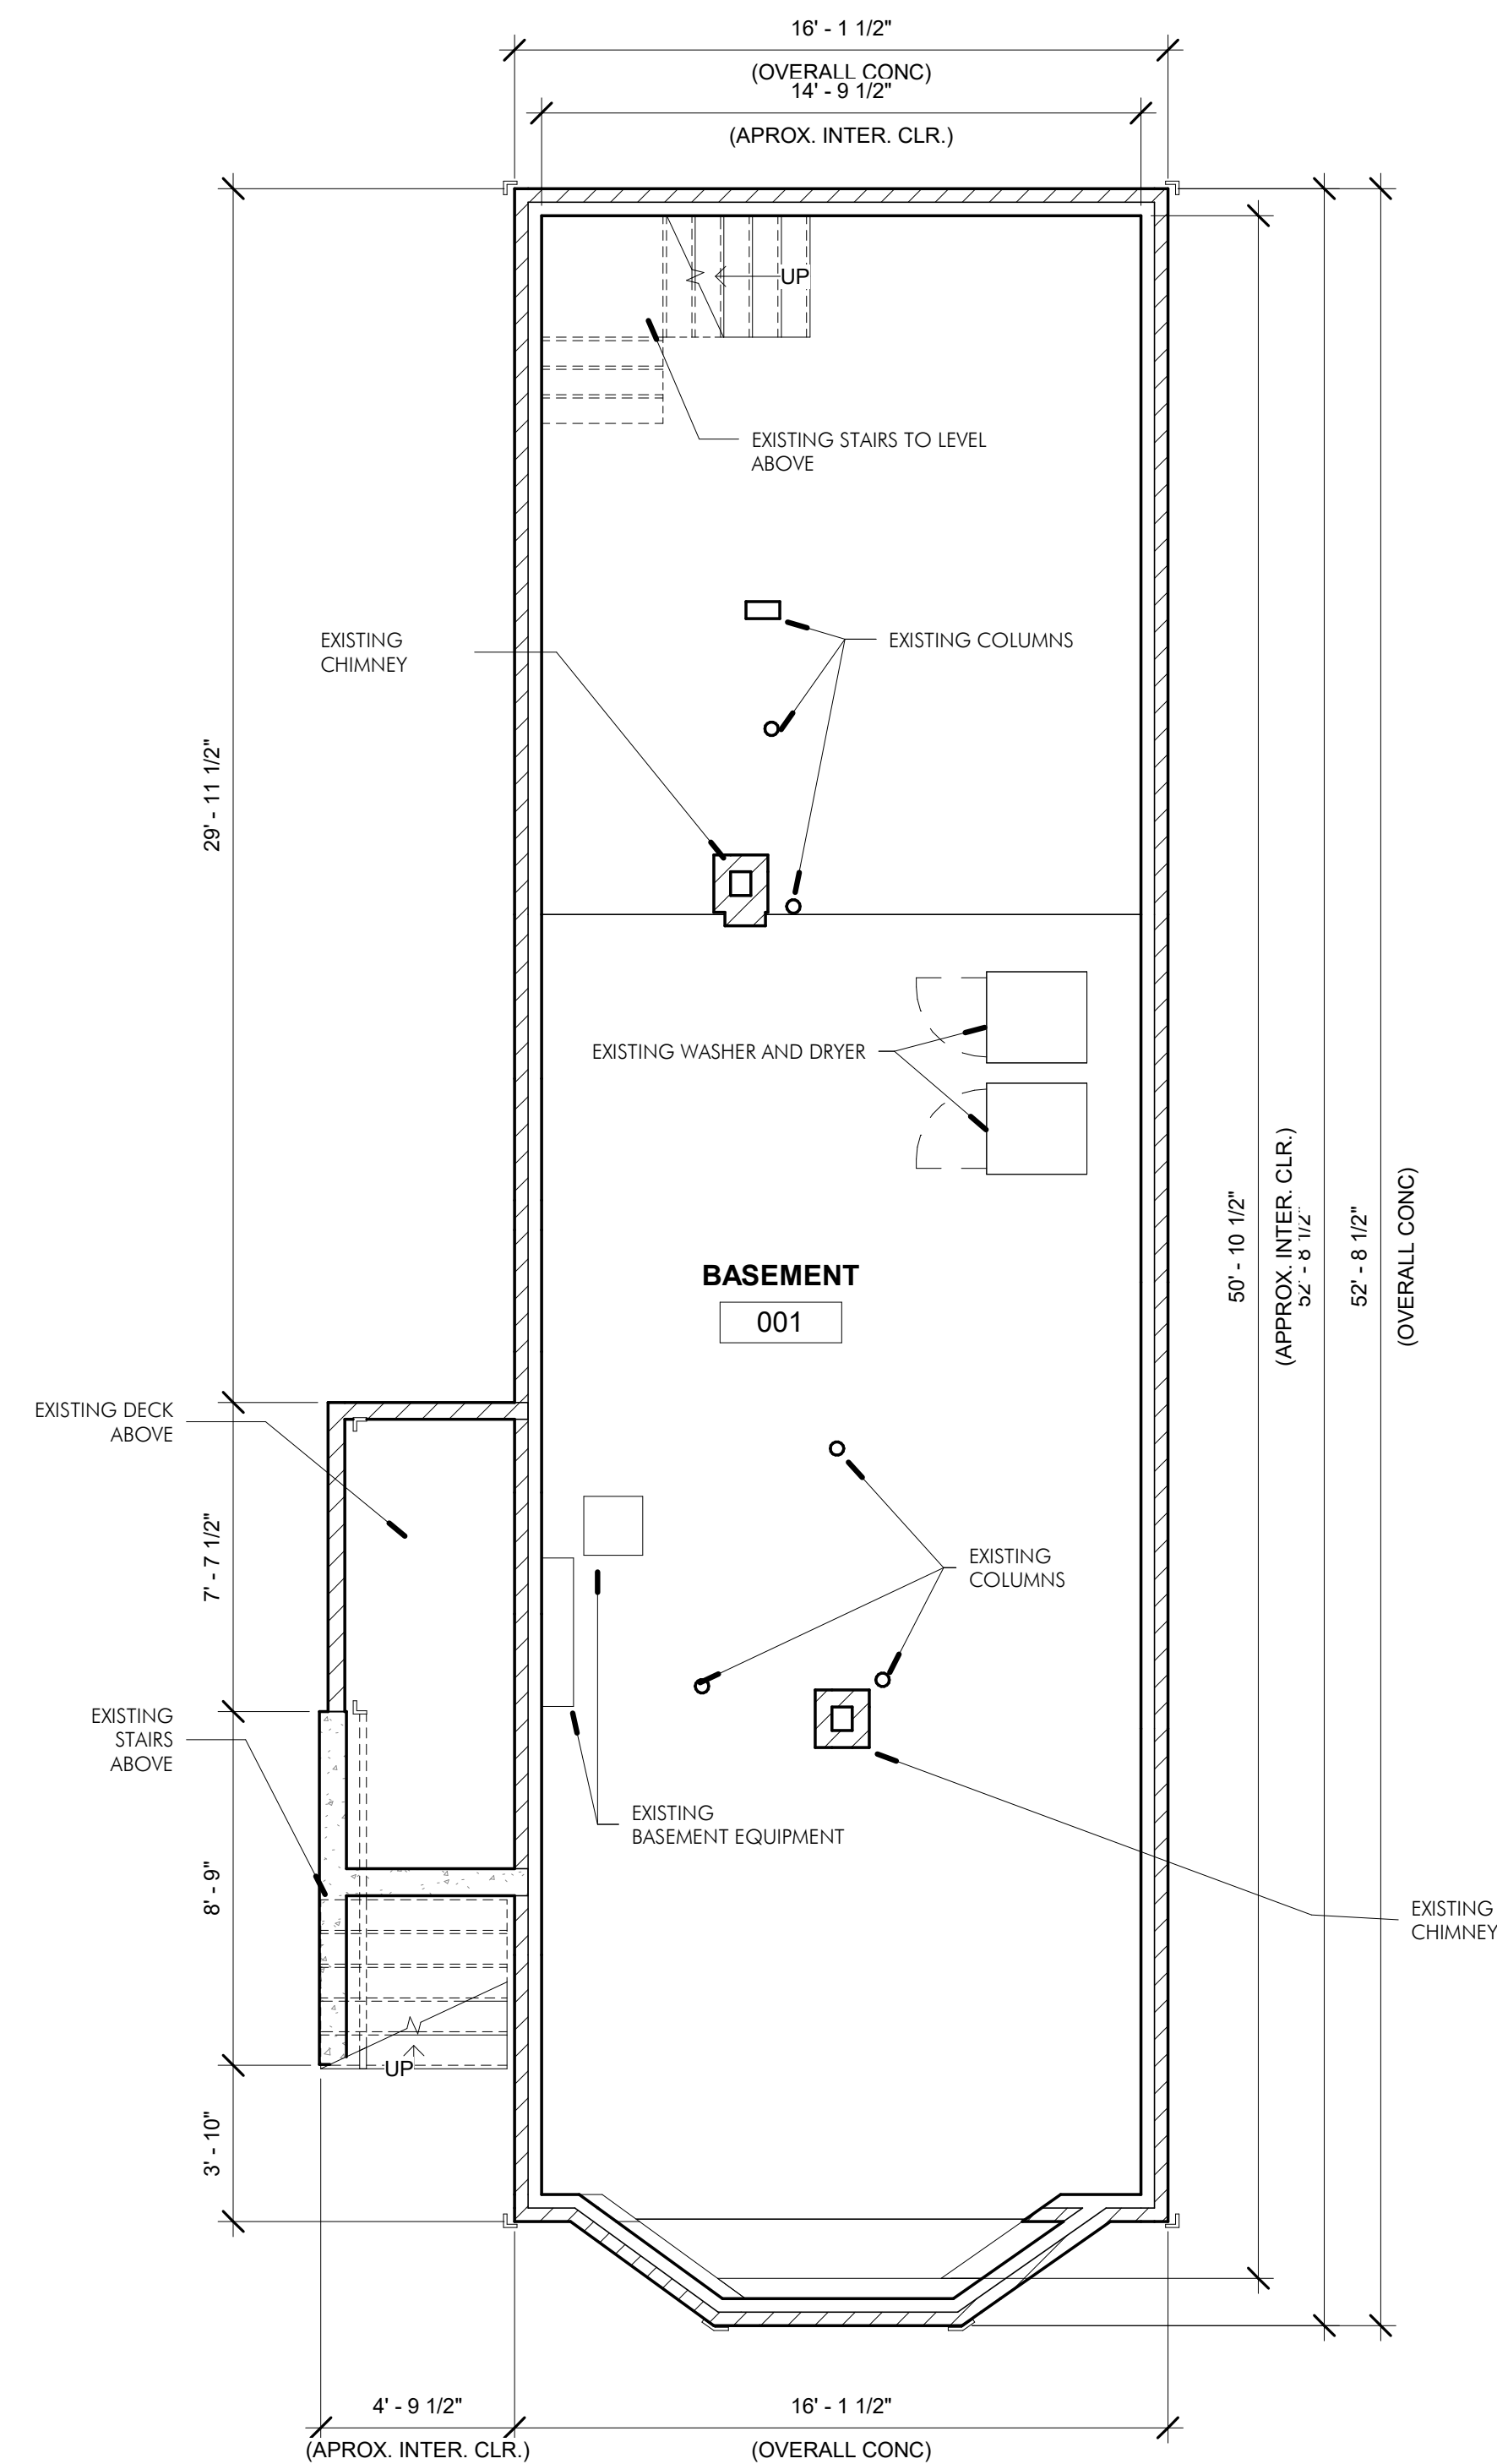 16' - 1 1/2"
(OVERALL CONC)
14' - 9 1/2"
(APROX. INTER. CLR.)
UP
EXISTING STAIRS TO LEVEL
ABOVE
EXISTING
CHIMNEY
EXISTING COLUMNS
29' - 11 1/2"
EXISTING WASHER AND DRYER
50' - 10 1/2"
(APPROX. INTER. CLR.)
52' - 8 1/2"
52' - 8 1/2"
(OVERALL CONC)
BASEMENT
001
EXISTING DECK
ABOVE
7' - 7 1/2"
EXISTING
COLUMNS
EXISTING
STAIRS
ABOVE
EXISTING
BASEMENT EQUIPMENT
8' - 9"
EXISTING
CHIMNEY
UP
3' - 10"
4' - 9 1/2"
(APROX. INTER. CLR.)
16' - 1 1/2"
(OVERALL CONC)